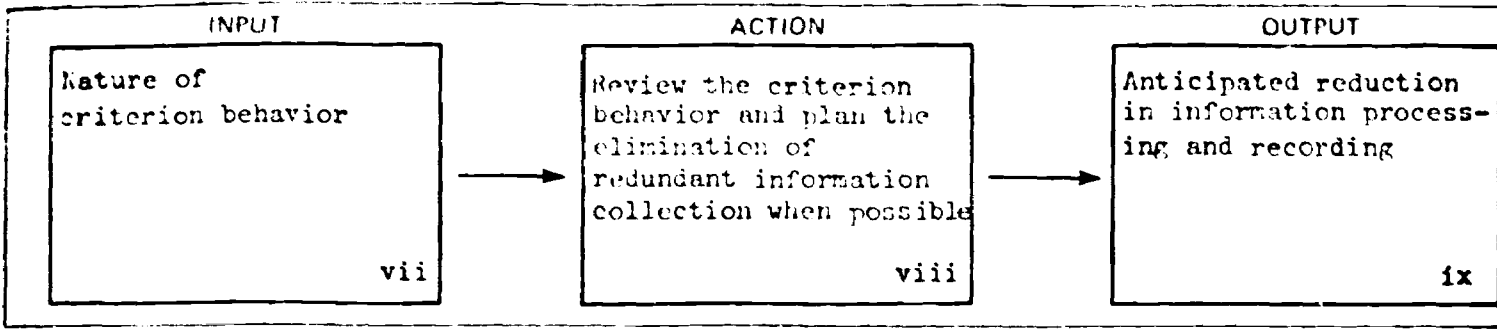 INPUT
Nature of
criterion behavior
vii
ACTION
Review the criterion
behavior and plan the
elimination of
redundant information
collection when possible
viii
OUTPUT
Anticipated reduction
in information process-
ing and recording
ix